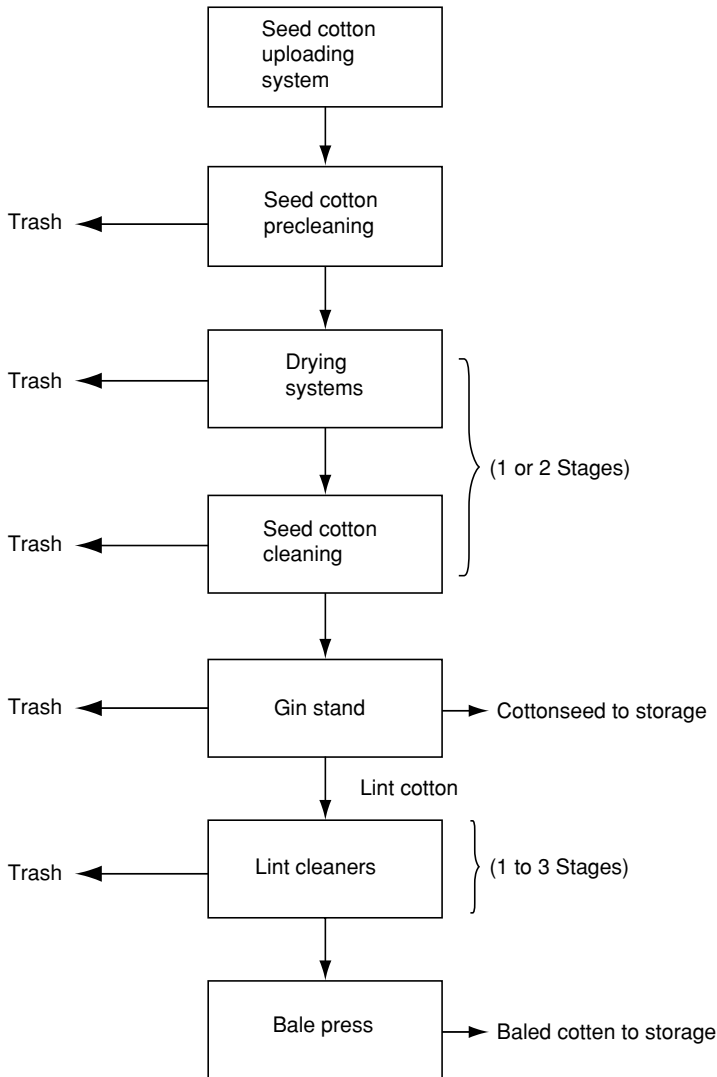 Seed cotton
uploading
system
Trash
Seed cotton
precleaning
Trash
Drying
systems
(1 or 2 Stages)
Trash
Seed cotton
cleaning
Trash
Gin stand
Cottonseed to storage
Lint cotton
Trash
Lint cleaners
(1 to 3 Stages)
Bale press
Baled cotten to storage